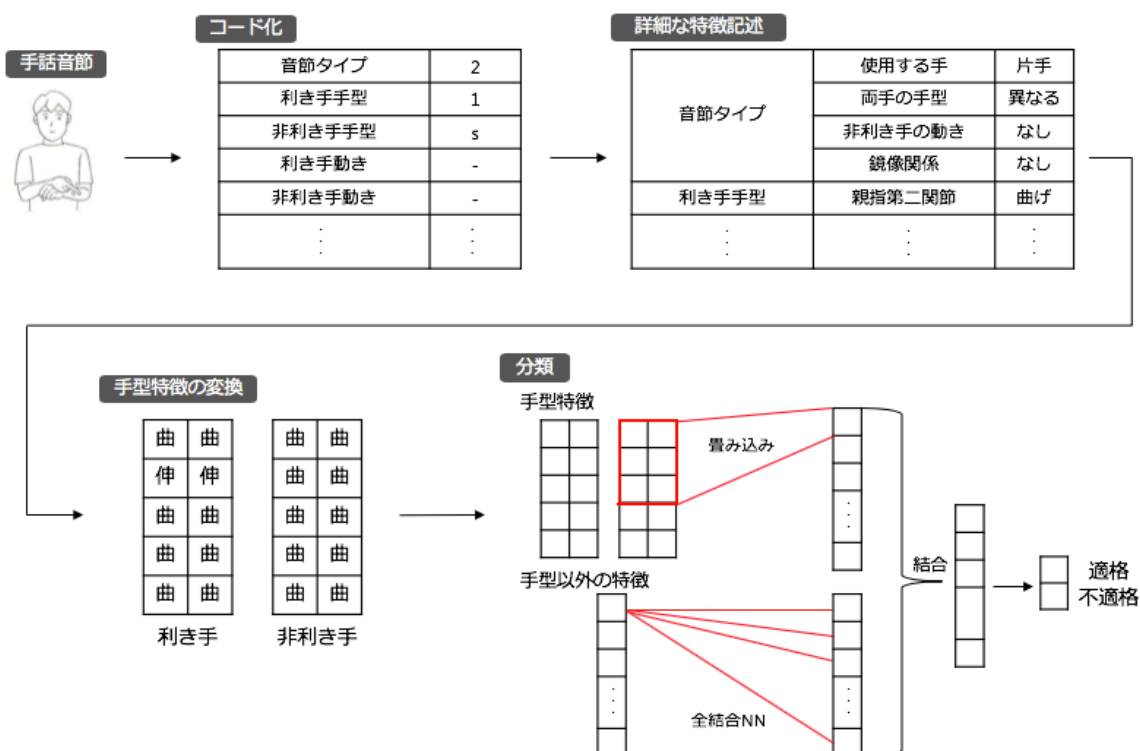 手話音節
コード化
音節タイプ 2
利き手手型 1
非利き手手型 s
利き手動き -
非利き手動き -
⋮ ⋮
詳細な特徴記述
音節タイプ
使用する手 片手
両手の手型 異なる
非利き手の動き なし
鏡像関係 なし
利き手手型 親指第二関節 曲げ
⋮ ⋮ ⋮
手型特徴の変換
曲 曲
伸 伸
曲 曲
曲 曲
曲 曲
利き手
曲 曲
曲 曲
曲 曲
曲 曲
曲 曲
非利き手
分類
手型特徴
畳み込み
⋮
手型以外の特徴
⋮
全結合NN
⋮
結合
適格
不適格